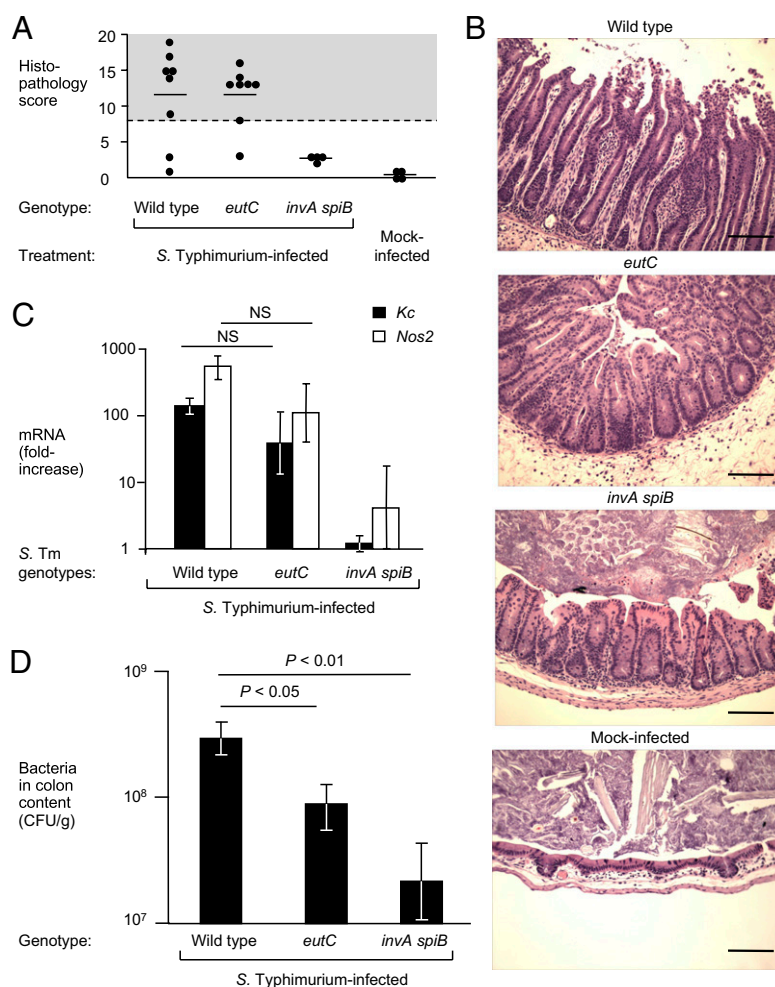 A
Histo-
pathology
score
20
15
10
5
0
Genotype:
Wild type
eutC
invA spiB
Treatment:
S. Typhimurium-infected
Mock-
infected
B
Wild type
eutC
invA spiB
Mock-infected
C
NS
NS
Kc
Nos2
mRNA
(fold-
increase)
1000
100
10
1
S. Tm
genotypes:
Wild type
eutC
invA spiB
S. Typhimurium-infected
D
P < 0.01
P < 0.05
Bacteria
in colon
content
(CFU/g)
10⁹
10⁸
10⁷
Genotype:
Wild type
eutC
invA spiB
S. Typhimurium-infected